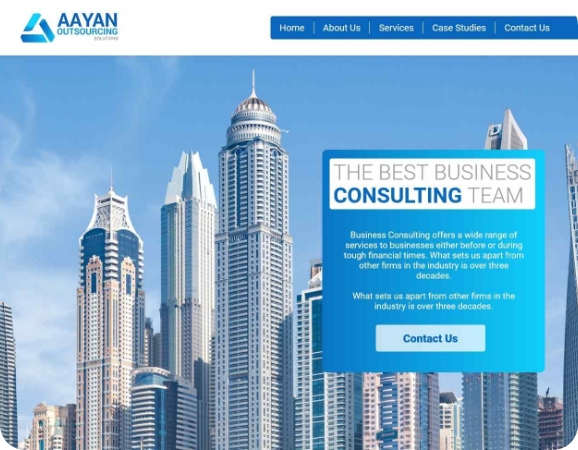 AAYAN
OUTSOURCING
SOLUTIONS
Home
About Us
Services
Case Studies
Contact Us
THE BEST BUSINESS
CONSULTING TEAM
Business Consulting offers a wide range of
services to businesses either before or during
tough financial times. What sets us apart from
other firms in the industry is over three
decades.
What sets us apart from other firms in the
industry is over three decades.
Contact Us